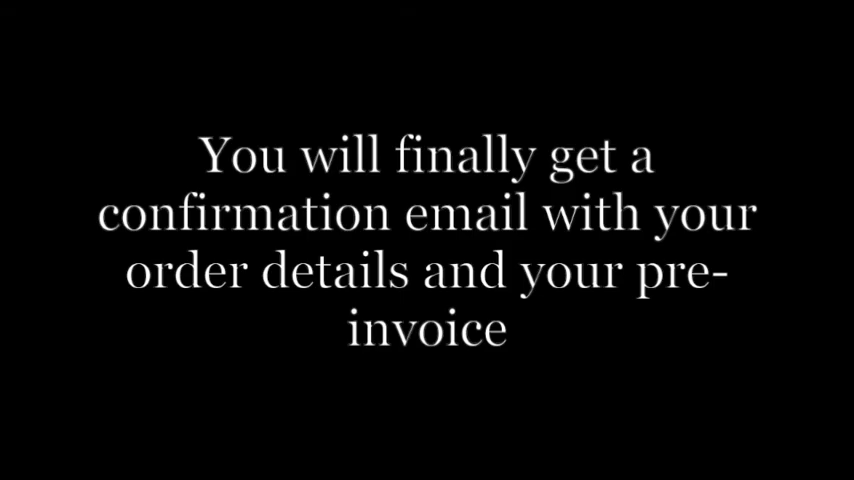 You will finally get a
confirmation email with your
order details and your pre-
invoice